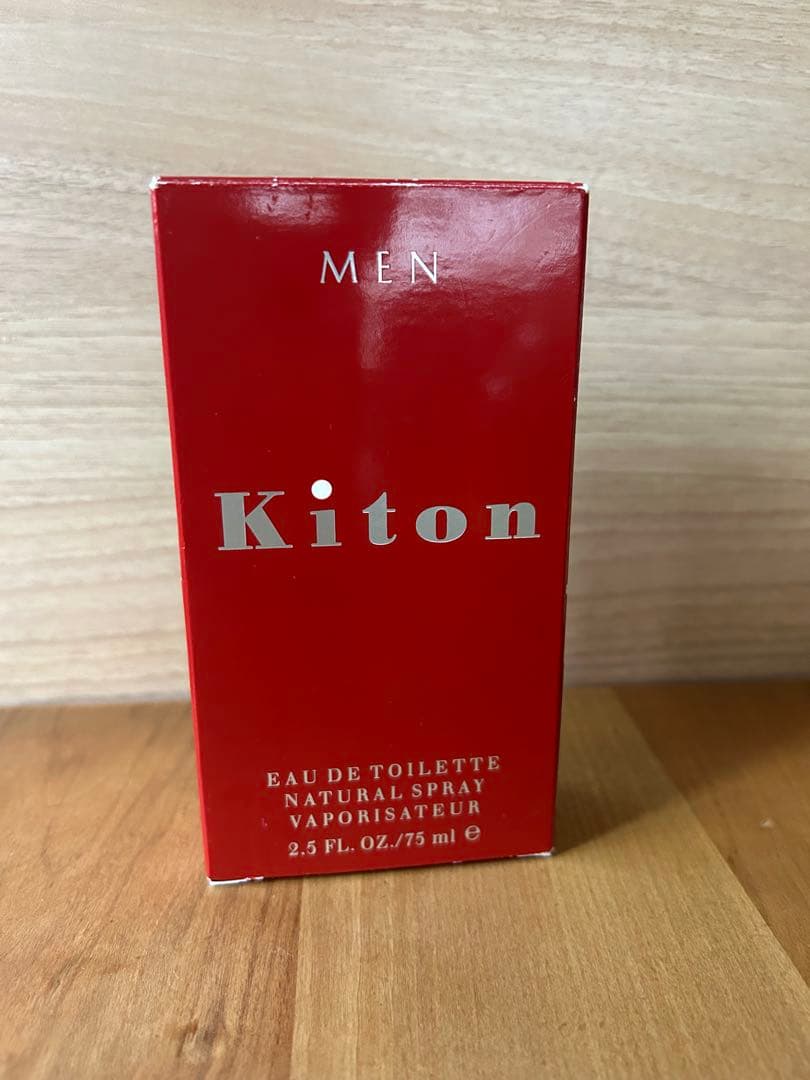 MEN
Kiton
EAU DE TOILETTE
NATURAL SPRAY
VAPORISATEUR
2.5 FL. OZ./75 ml ℮